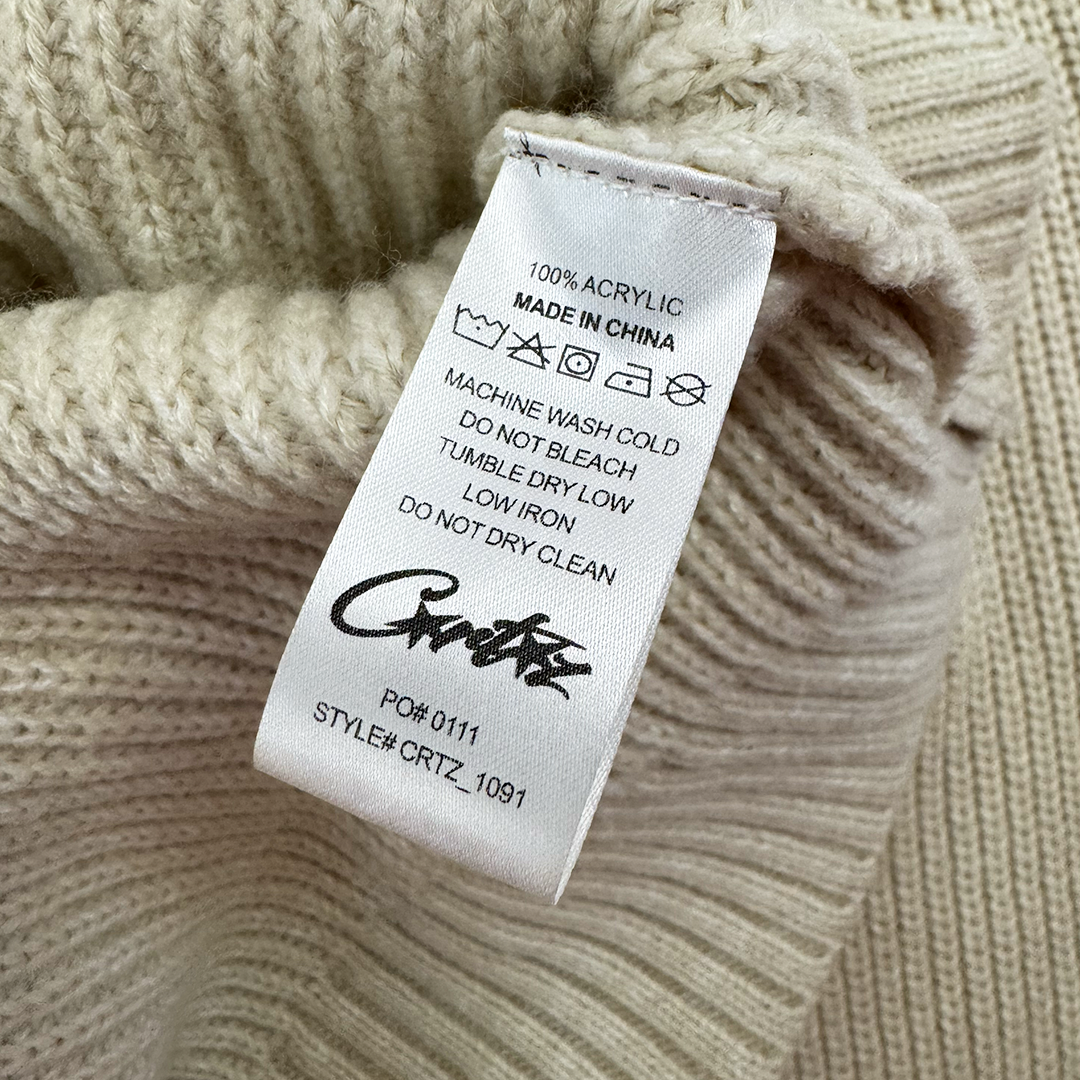 100% ACRYLIC
MADE IN CHINA
MACHINE WASH COLD
DO NOT BLEACH
TUMBLE DRY LOW
LOW IRON
DO NOT DRY CLEAN
Crtz
PO# 0111
STYLE# CRTZ_1091